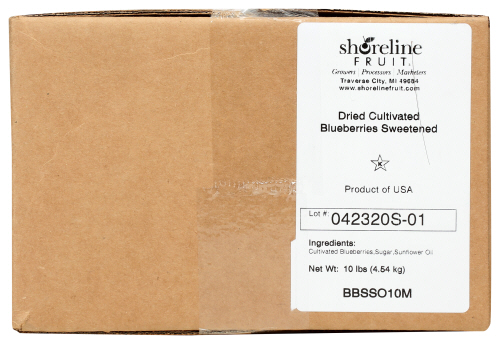 shoreline
FRUIT
Growers | Processors | Marketers
Traverse City, MI 49684
www.shorelinefruit.com
Dried Cultivated
Blueberries Sweetened
K
Product of USA
Lot #: 042320S-01
Ingredients:
Cultivated Blueberries,Sugar,Sunflower Oil
Net Wt: 10 lbs (4.54 kg)
BBSSO10M